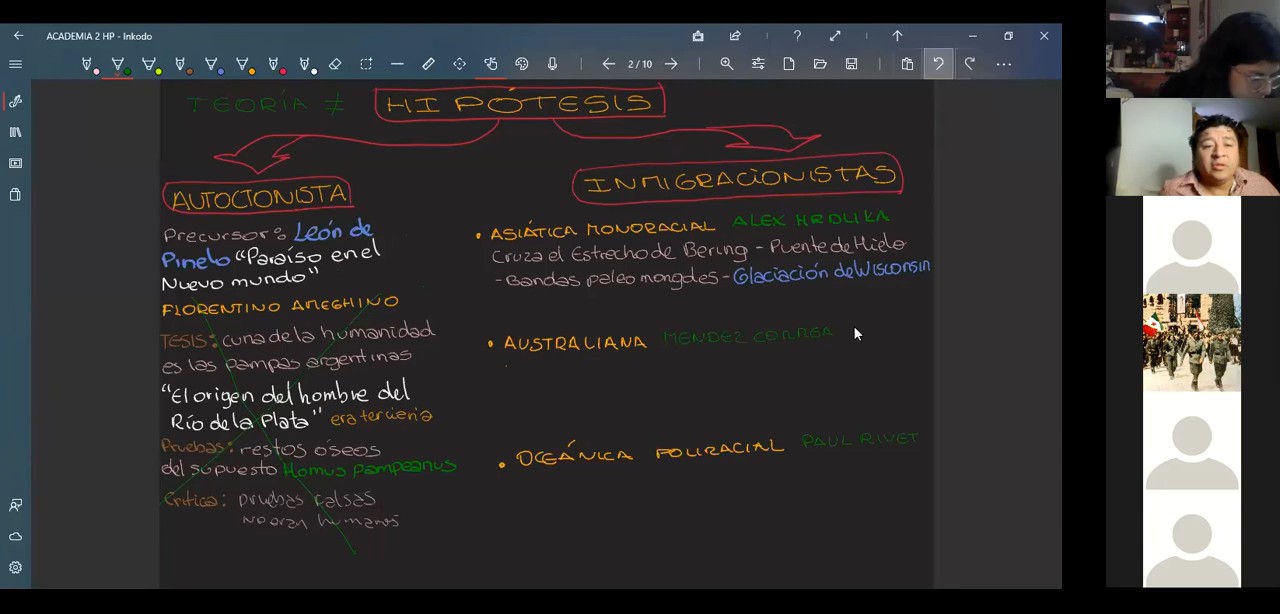 ACADEMIA 2 HP - Inkodo
2/10
TEORÍA ≠ HIPÓTESIS
AUTOCTONISTA
Precursor: León de
Pinelo "Paraíso en el
Nuevo mundo"
FLORENTINO AMEGHINO
TESIS: cuna de la humanidad
es las pampas argentinas
"El origen del hombre del
Río de la Plata" era terciería
Pruebas: restos óseos
del supuesto Homus pampeanus
Critica: pruebas falsas
no eran humanos
INMIGRACIONISTAS
• ASIÁTICA MONORACIAL ALEX HRDLIKA
Cruza el Estrecho de Bering - Puente de Hielo
- Bandas paleo mongoles - Glaciación de Wisconsin
• AUSTRALIANA MENDEZ CORREA
• OCEÁNICA POLIRACIAL PAUL RIVET